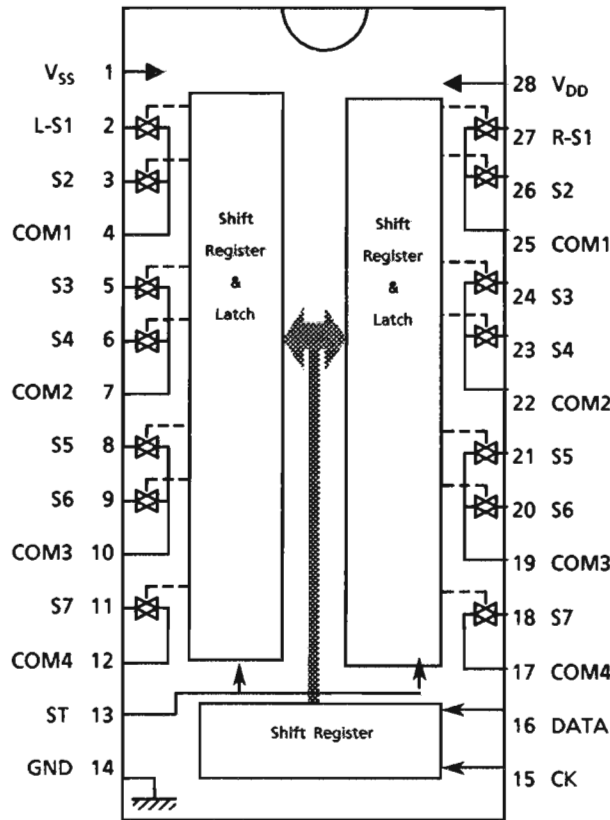 V_SS 1
L-S1 2
S2 3
COM1 4
S3 5
S4 6
COM2 7
S5 8
S6 9
COM3 10
S7 11
COM4 12
ST 13
GND 14
Shift
Register
&
Latch
Shift
Register
&
Latch
Shift Register
28 V_DD
27 R-S1
26 S2
25 COM1
24 S3
23 S4
22 COM2
21 S5
20 S6
19 COM3
18 S7
17 COM4
16 DATA
15 CK